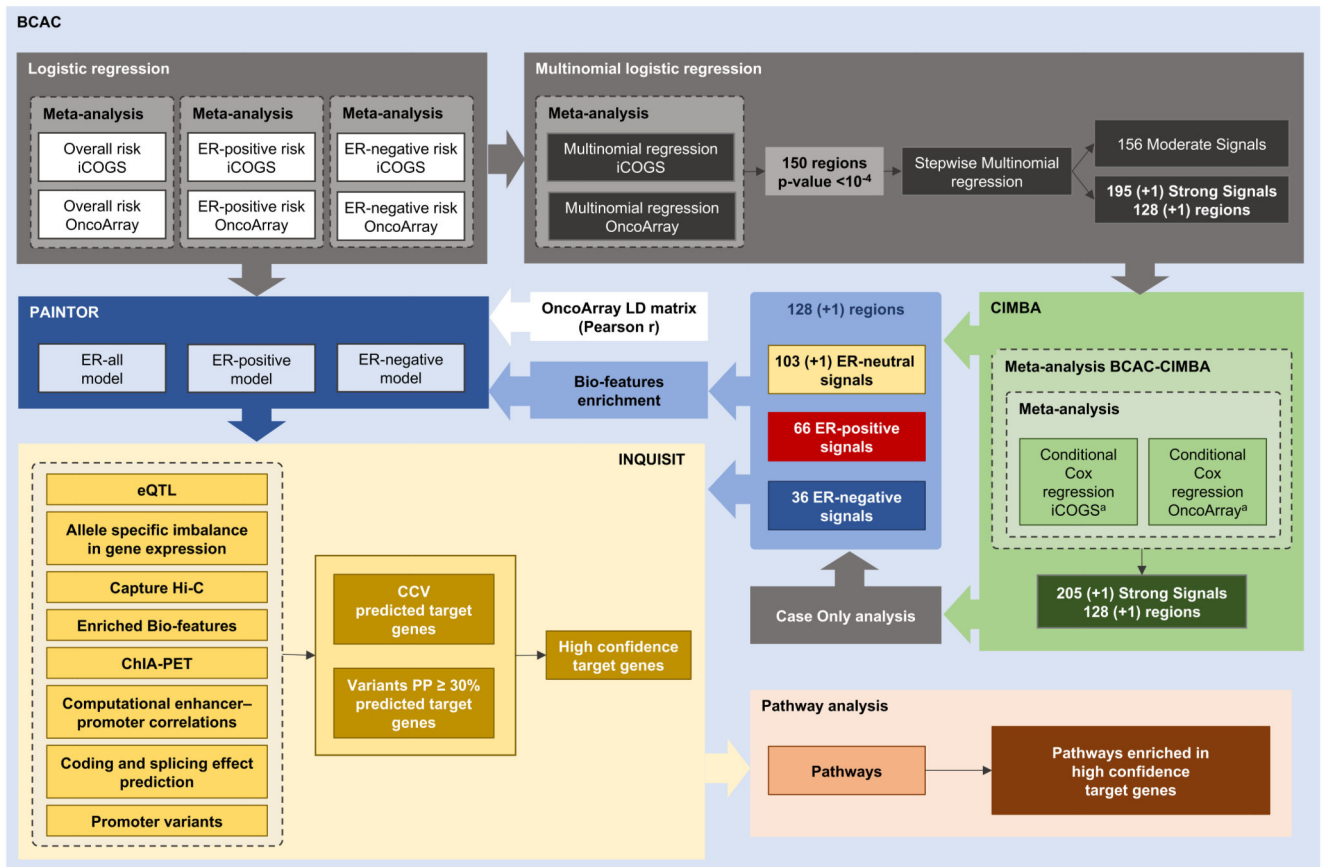 BCAC
Logistic regression
Meta-analysis
Overall risk
iCOGS
Overall risk
OncoArray
Meta-analysis
ER-positive risk
iCOGS
ER-positive risk
OncoArray
Meta-analysis
ER-negative risk
iCOGS
ER-negative risk
OncoArray
Multinomial logistic regression
Meta-analysis
Multinomial regression
iCOGS
Multinomial regression
OncoArray
150 regions
p-value <10⁻⁴
Stepwise Multinomial
regression
156 Moderate Signals
195 (+1) Strong Signals
128 (+1) regions
PAINTOR
ER-all
model
ER-positive
model
ER-negative
model
OncoArray LD matrix
(Pearson r)
Bio-features
enrichment
128 (+1) regions
103 (+1) ER-neutral
signals
66 ER-positive
signals
36 ER-negative
signals
CIMBA
Meta-analysis BCAC-CIMBA
Meta-analysis
Conditional
Cox
regression
iCOGSᵃ
Conditional
Cox
regression
OncoArrayᵃ
205 (+1) Strong Signals
128 (+1) regions
Case Only analysis
INQUISIT
eQTL
Allele specific imbalance
in gene expression
Capture Hi-C
Enriched Bio-features
ChIA-PET
Computational enhancer–
promoter correlations
Coding and splicing effect
prediction
Promoter variants
CCV
predicted target
genes
Variants PP ≥ 30%
predicted target
genes
High confidence
target genes
Pathway analysis
Pathways
Pathways enriched in
high confidence
target genes